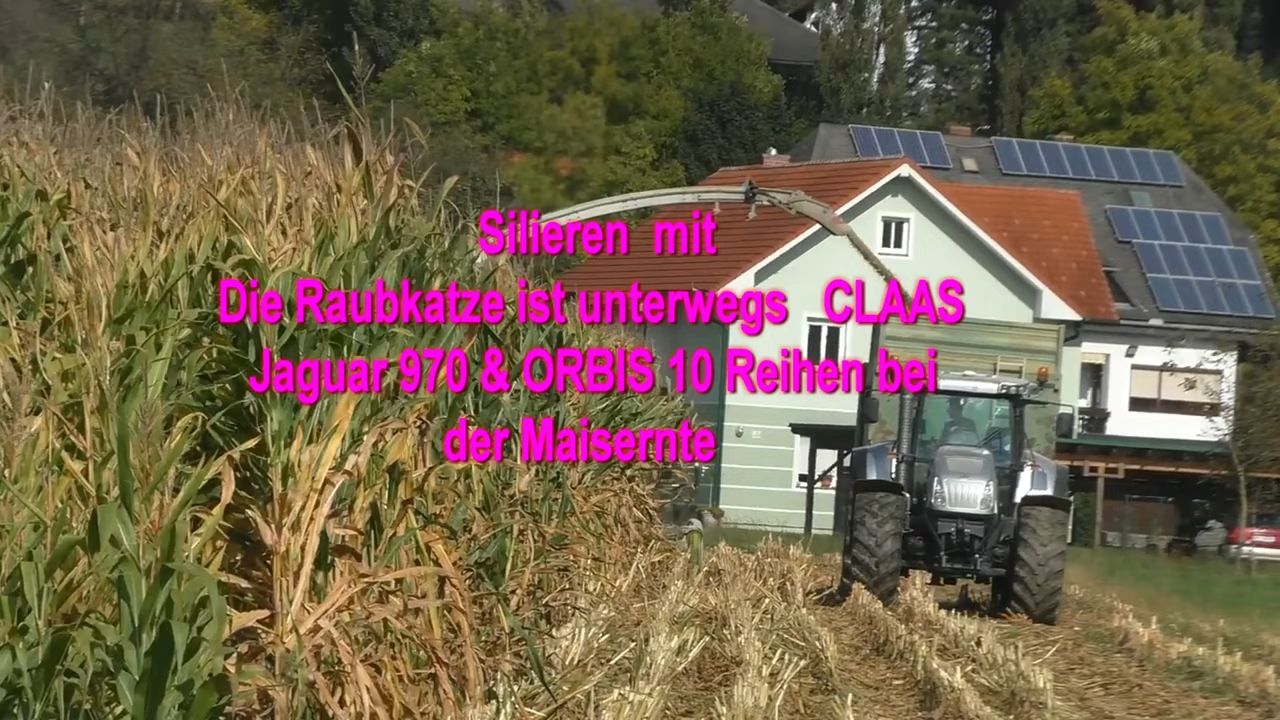 Silieren mit
Die Raubkatze ist unterwegs CLAAS
Jaguar 970 & ORBIS 10 Reihen bei
der Maisernte